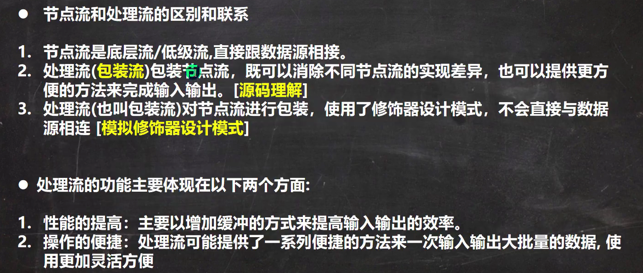 ● 节点流和处理流的区别和联系
1. 节点流是底层流/低级流,直接跟数据源相接。
2. 处理流(包装流)包装节点流，既可以消除不同节点流的实现差异，也可以提供更方
便的方法来完成输入输出。[源码理解]
3. 处理流(也叫包装流)对节点流进行包装，使用了修饰器设计模式，不会直接与数据
源相连 [模拟修饰器设计模式]
● 处理流的功能主要体现在以下两个方面:
1. 性能的提高：主要以增加缓冲的方式来提高输入输出的效率。
2. 操作的便捷：处理流可能提供了一系列便捷的方法来一次输入输出大批量的数据, 使
用更加灵活方便